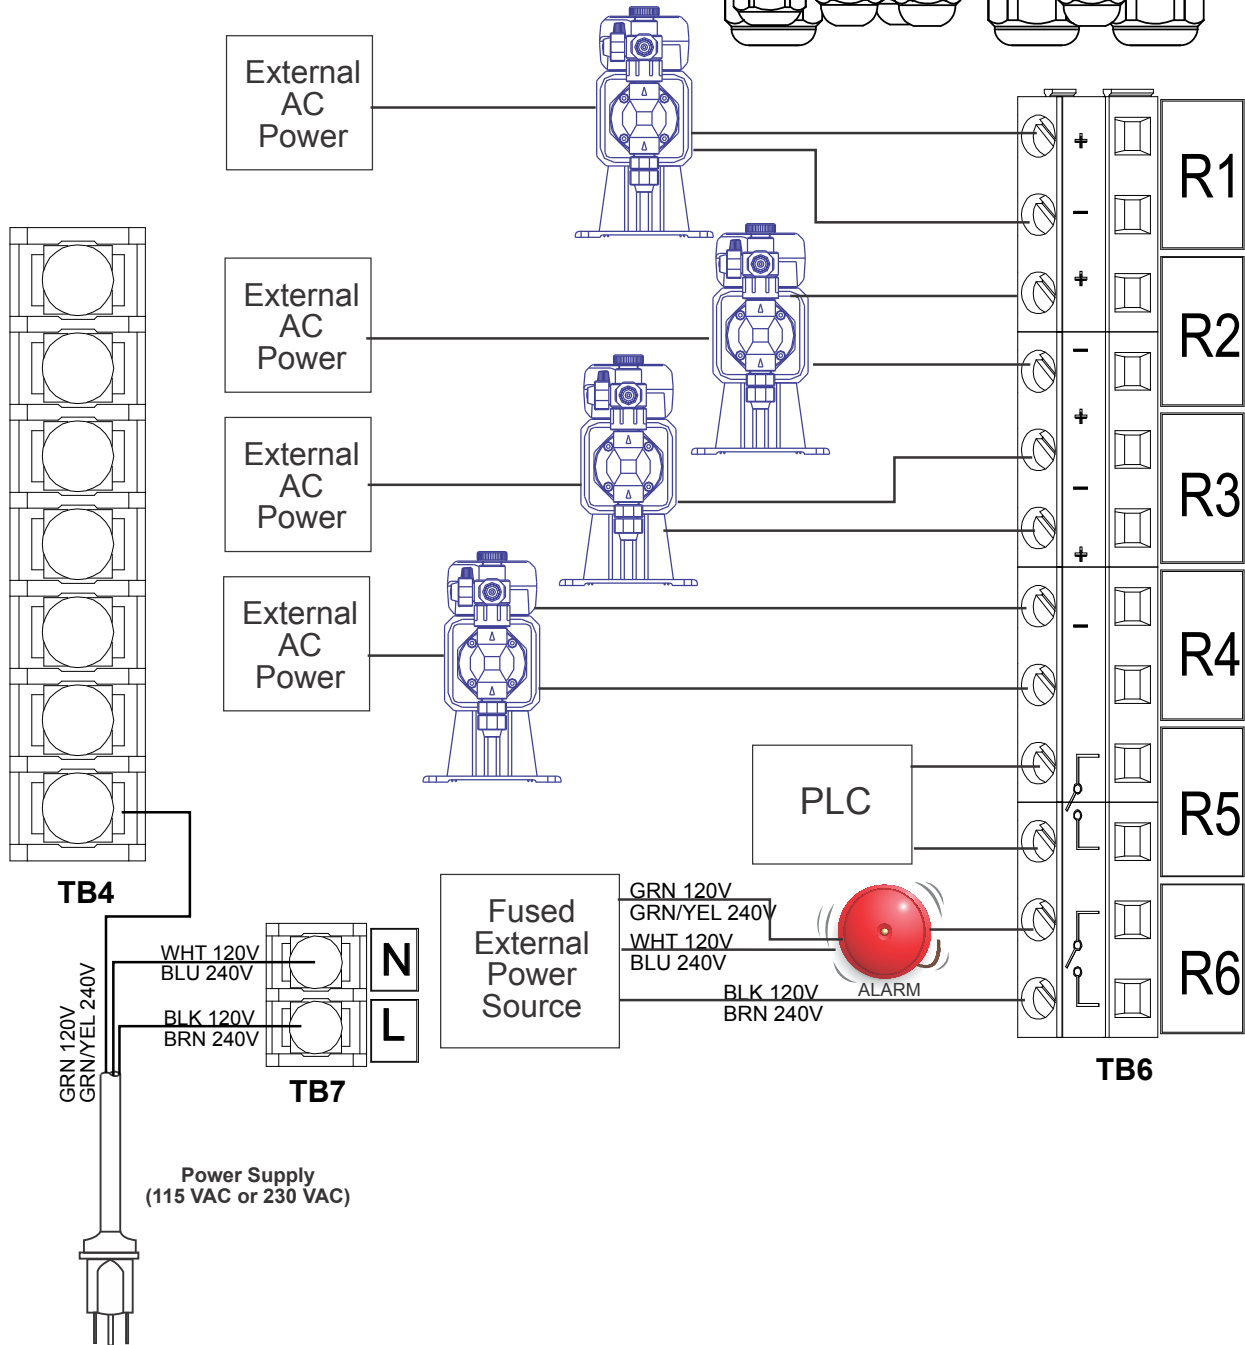 External
AC
Power
+
R1
−
External
AC
Power
+
R2
−
External
AC
Power
+
R3
−
External
AC
Power
+
R4
−
PLC
R5
TB4
Fused
External
Power
Source
GRN 120V
GRN/YEL 240V
WHT 120V
BLU 240V
BLK 120V
BRN 240V
ALARM
R6
TB6
WHT 120V
BLU 240V
N
BLK 120V
BRN 240V
L
TB7
GRN 120V
GRN/YEL 240V
Power Supply
(115 VAC or 230 VAC)